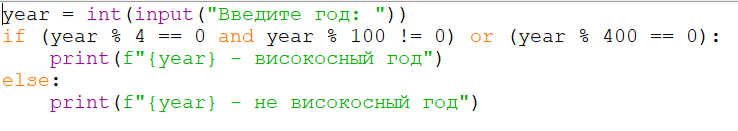 year = int(input("Введите год: "))
if (year % 4 == 0 and year % 100 != 0) or (year % 400 == 0):
    print(f"{year} - високосный год")
else:
    print(f"{year} - не високосный год")